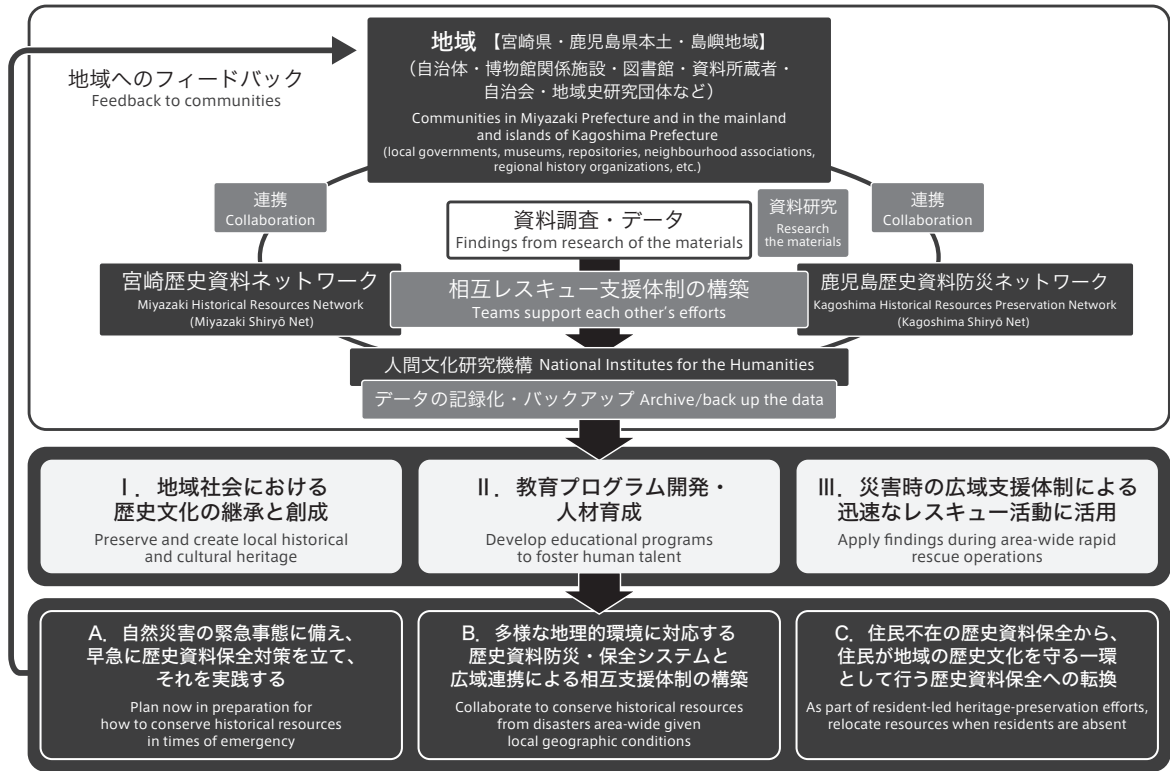 地域 【宮崎県・鹿児島県本土・島嶼地域】
(自治体・博物館関係施設・図書館・資料所蔵者・
自治会・地域史研究団体など)
Communities in Miyazaki Prefecture and in the mainland
and islands of Kagoshima Prefecture
(local governments, museums, repositories, neighbourhood associations,
regional history organizations, etc.)
地域へのフィードバック
Feedback to communities
連携
Collaboration
資料調査・データ
Findings from research of the materials
資料研究
Research
the materials
連携
Collaboration
宮崎歴史資料ネットワーク
Miyazaki Historical Resources Network
(Miyazaki Shiryō Net)
相互レスキュー支援体制の構築
Teams support each other's efforts
鹿児島歴史資料防災ネットワーク
Kagoshima Historical Resources Preservation Network
(Kagoshima Shiryō Net)
人間文化研究機構 National Institutes for the Humanities
データの記録化・バックアップ Archive/back up the data
Ⅰ. 地域社会における
歴史文化の継承と創成
Preserve and create local historical
and cultural heritage
Ⅱ. 教育プログラム開発・
人材育成
Develop educational programs
to foster human talent
Ⅲ. 災害時の広域支援体制による
迅速なレスキュー活動に活用
Apply findings during area-wide rapid
rescue operations
A. 自然災害の緊急事態に備え、
早急に歴史資料保全対策を立て、
それを実践する
Plan now in preparation for
how to conserve historical resources
in times of emergency
B. 多様な地理的環境に対応する
歴史資料防災・保全システムと
広域連携による相互支援体制の構築
Collaborate to conserve historical resources
from disasters area-wide given
local geographic conditions
C. 住民不在の歴史資料保全から、
住民が地域の歴史文化を守る一環
として行う歴史資料保全への転換
As part of resident-led heritage-preservation efforts,
relocate resources when residents are absent